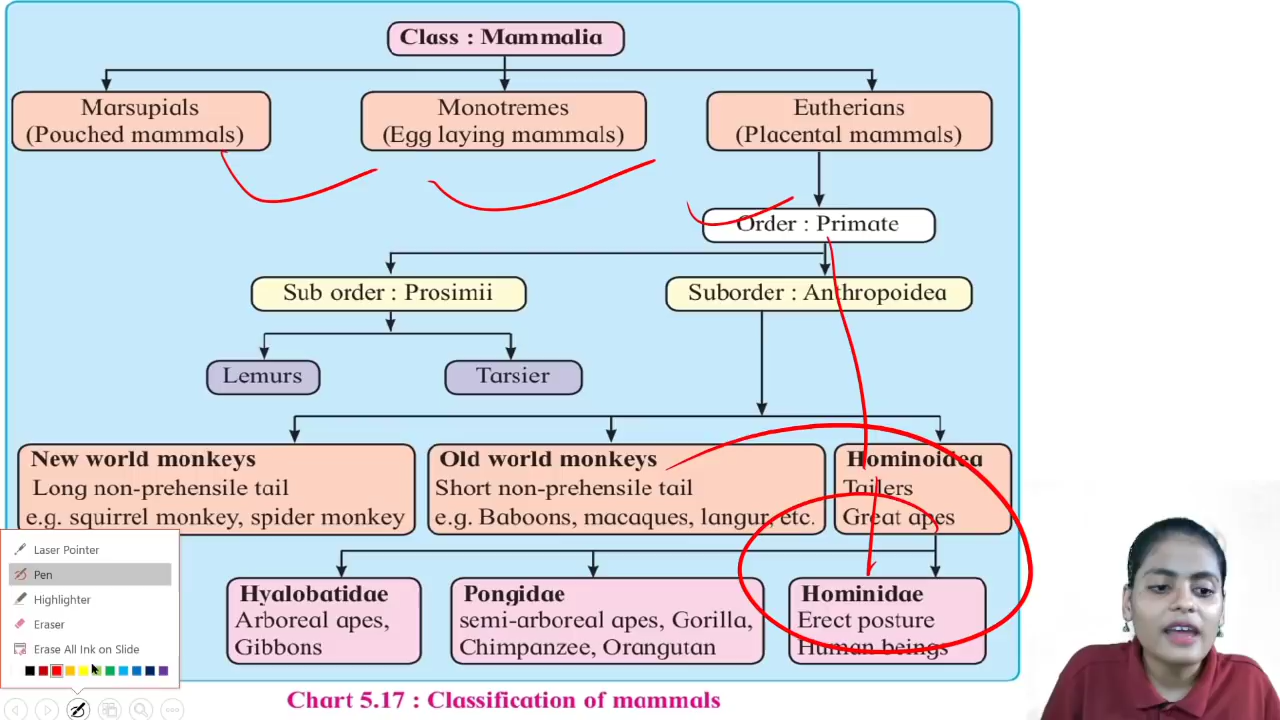 Class : Mammalia
Marsupials
(Pouched mammals)
Monotremes
(Egg laying mammals)
Eutherians
(Placental mammals)
Order : Primate
Sub order : Prosimii
Suborder : Anthropoidea
Lemurs
Tarsier
New world monkeys
Long non-prehensile tail
e.g. squirrel monkey, spider monkey
Old world monkeys
Short non-prehensile tail
e.g. Baboons, macaques, langur, etc.
Hominoidea
Tailers
Great apes
Hyalobatidae
Arboreal apes,
Gibbons
Pongidae
semi-arboreal apes, Gorilla,
Chimpanzee, Orangutan
Hominidae
Erect posture
Human beings
Laser Pointer
Pen
Highlighter
Eraser
Erase All Ink on Slide
Chart 5.17 : Classification of mammals